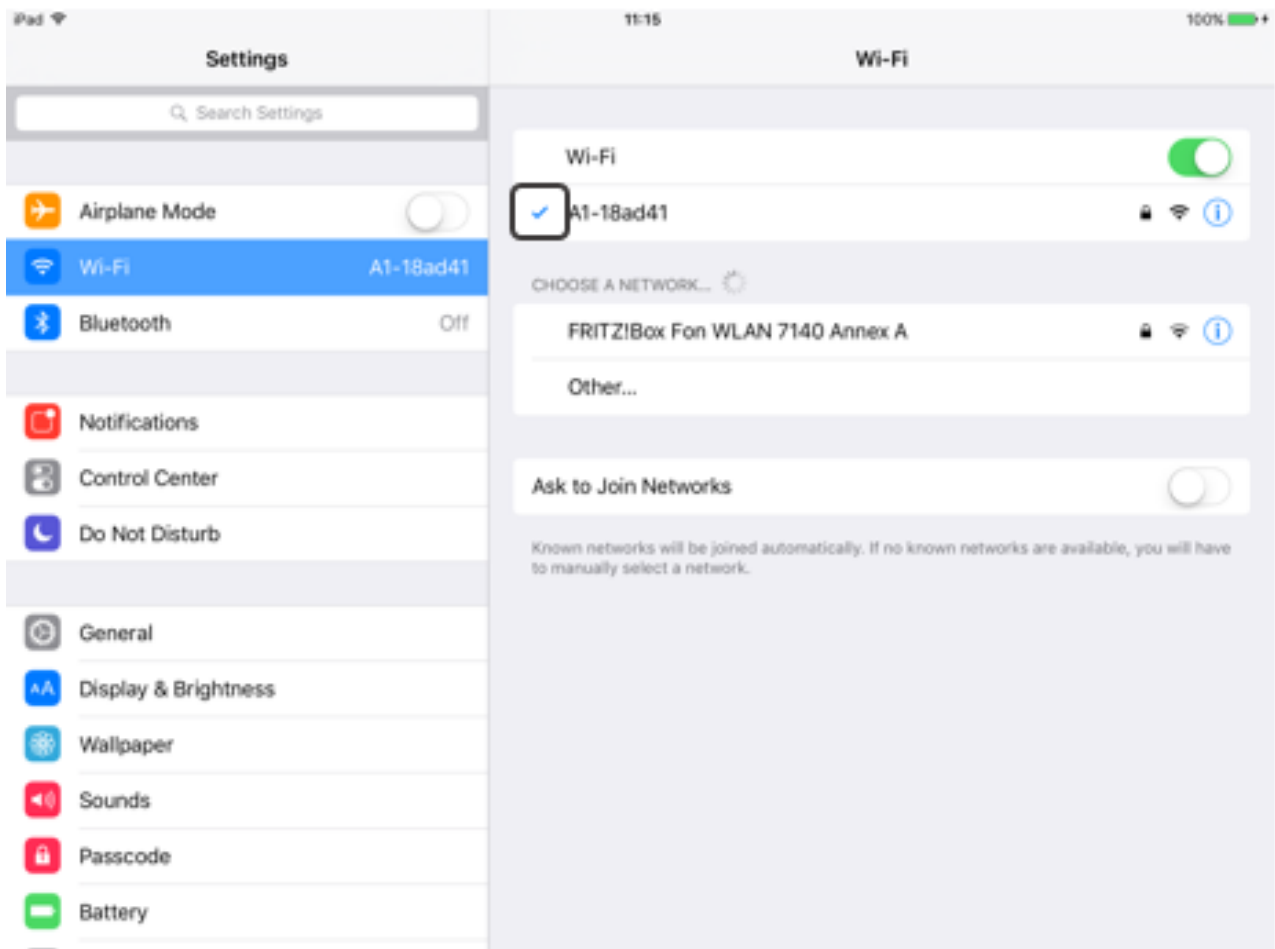 iPad 11:15 100%
Settings
Search Settings
Airplane Mode
Wi-Fi A1-18ad41
Bluetooth Off
Notifications
Control Center
Do Not Disturb
General
AA Display & Brightness
Wallpaper
Sounds
Passcode
Battery
Wi-Fi
Wi-Fi
A1-18ad41
CHOOSE A NETWORK...
FRITZ!Box Fon WLAN 7140 Annex A
Other...
Ask to Join Networks
Known networks will be joined automatically. If no known networks are available, you will have
to manually select a network.